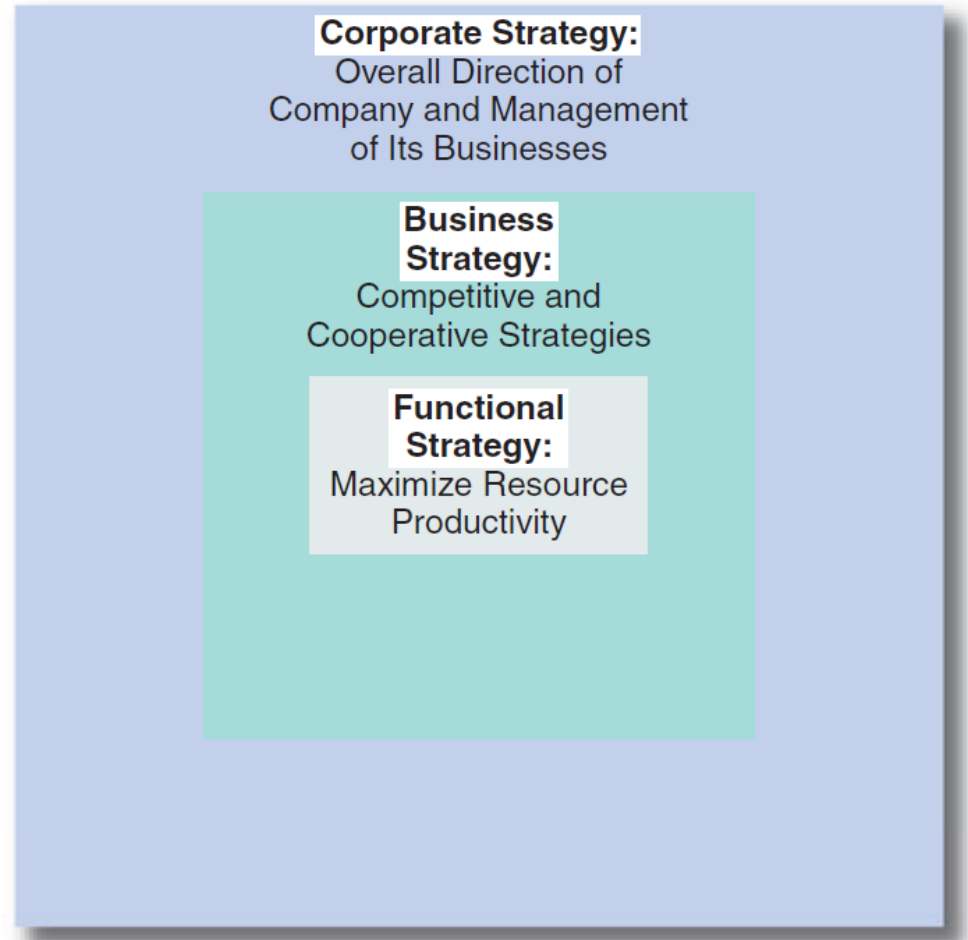 Corporate Strategy:
Overall Direction of
Company and Management
of Its Businesses
Business
Strategy:
Competitive and
Cooperative Strategies
Functional
Strategy:
Maximize Resource
Productivity